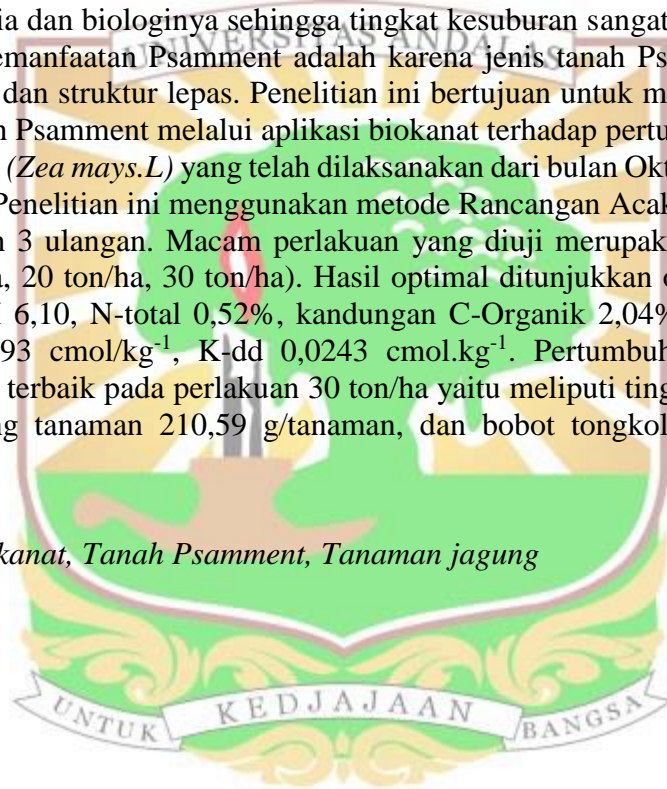 ia dan biologinya sehingga tingkat kesuburan sangat
UNIVERSITAS ANDALAS
emanfaatan Psamment adalah karena jenis tanah Ps
dan struktur lepas. Penelitian ini bertujuan untuk m
n Psamment melalui aplikasi biokanat terhadap pertu
(Zea mays.L) yang telah dilaksanakan dari bulan Okt
Penelitian ini menggunakan metode Rancangan Acak
n 3 ulangan. Macam perlakuan yang diuji merupak
a, 20 ton/ha, 30 ton/ha). Hasil optimal ditunjukkan
6,10, N-total 0,52%, kandungan C-Organik 2,04%
93 cmol/kg⁻¹, K-dd 0,0243 cmol.kg⁻¹. Pertumbuh
terbaik pada perlakuan 30 ton/ha yaitu meliputi ting
ng tanaman 210,59 g/tanaman, dan bobot tongkol
kanat, Tanah Psamment, Tanaman jagung
UNTUK KEDJAJAAN BANGSA